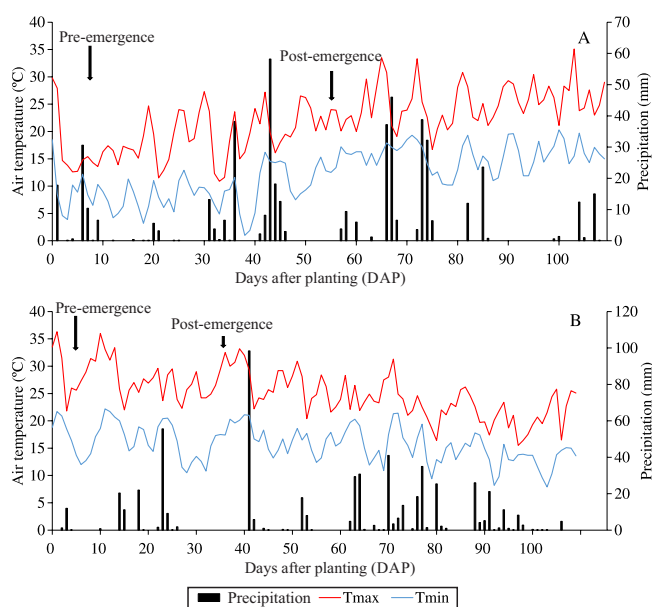 40
35
30
25
20
15
10
5
0
Air temperature (ºC)
Pre-emergence
Post-emergence
A
70
60
50
40
30
20
10
0
Precipitation (mm)
0 10 20 30 40 50 60 70 80 90 100
Days after planting (DAP)
40
35
30
25
20
15
10
5
0
Air temperature (ºC)
Pre-emergence
Post-emergence
B
120
100
80
60
40
20
0
Precipitation (mm)
0 10 20 30 40 50 60 70 80 90 100
Days after planting (DAP)
Precipitation Tmax Tmin